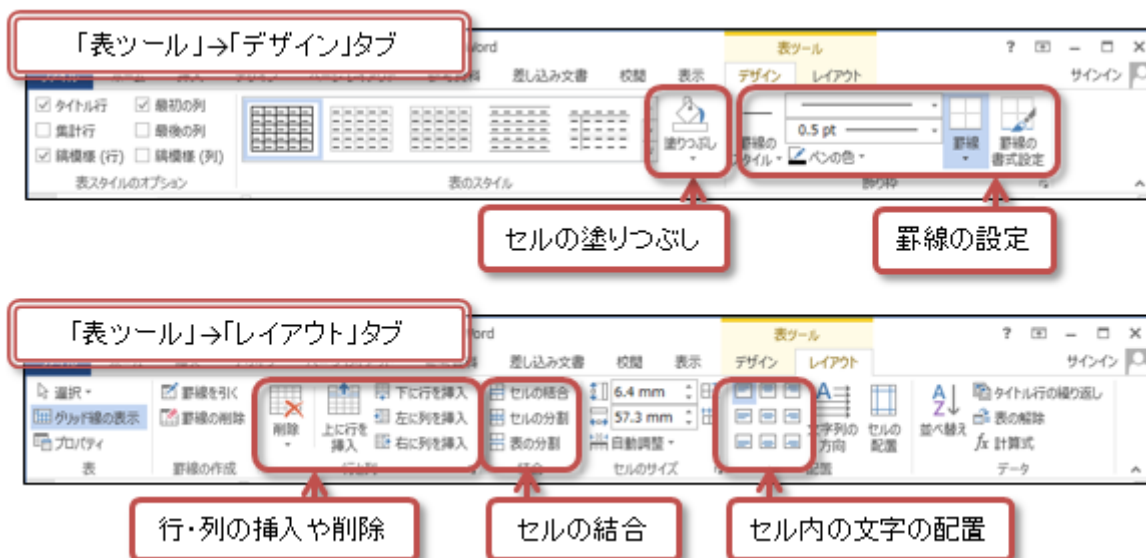 「表ツール」→「デザイン」タブ
Word
表ツール
差し込み文書 校閲 表示 デザイン レイアウト サインイン
タイトル行 最初の列
集計行 最後の列
縞模様 (行) 縞模様 (列)
表スタイルのオプション
表のスタイル
塗りつぶし
罫線の
スタイル
0.5 pt
ペンの色
罫線
罫線の
書式設定
飾り枠
セルの塗りつぶし
罫線の設定
「表ツール」→「レイアウト」タブ
Word
表ツール
差し込み文書 校閲 表示 デザイン レイアウト サインイン
選択
グリッド線の表示
プロパティ
表
罫線を引く
罫線の削除
罫線の作成
削除
上に行を
挿入
下に行を挿入
左に列を挿入
右に列を挿入
セルの結合
セルの分割
表の分割
結合
6.4 mm
57.3 mm
自動調整
セルのサイズ
文字列の
方向
セルの
配置
配置
並べ替え
タイトル行の繰り返し
表の解除
fx 計算式
データ
行・列の挿入や削除
セルの結合
セル内の文字の配置